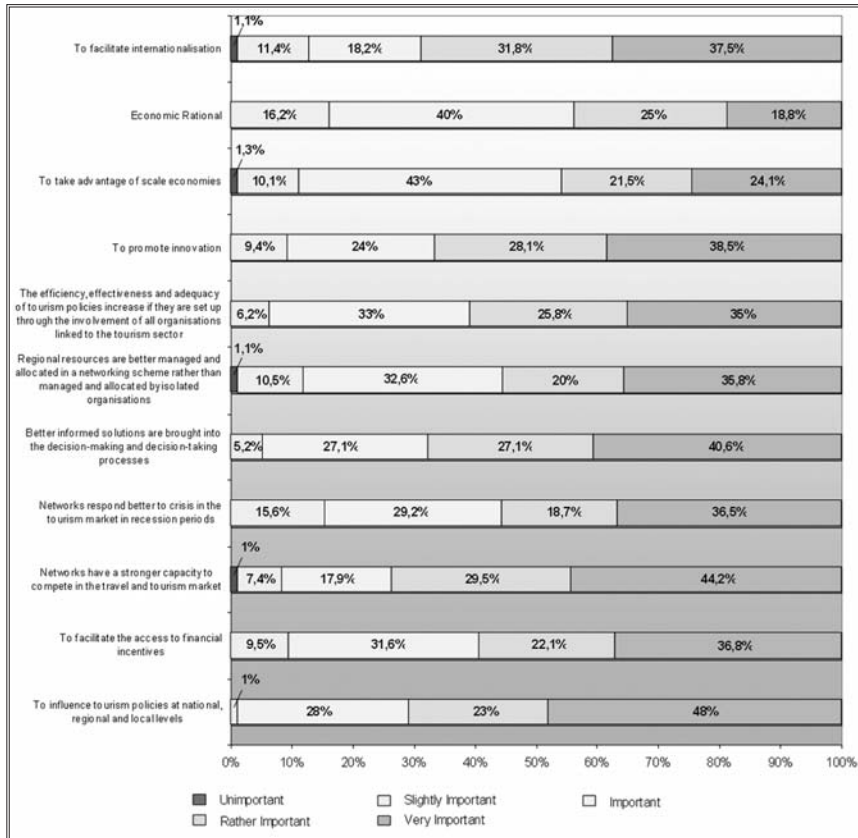 1,1%
To facilitate internationalisation
11,4% 18,2% 31,8% 37,5%
Economic Rational
16,2% 40% 25% 18,8%
1,3%
To take advantage of scale economies
10,1% 43% 21,5% 24,1%
To promote innovation
9,4% 24% 28,1% 38,5%
The efficiency, effectiveness and adequacy
of tourism policies increase if they are set up
through the involvement of all organisations
linked to the tourism sector
6,2% 33% 25,8% 35%
1,1%
Regional resources are better managed and
allocated in a networking scheme rather than
managed and allocated by isolated
organisations
10,5% 32,6% 20% 35,8%
Better informed solutions are brought into
the decision-making and decision-taking
processes
5,2% 27,1% 27,1% 40,6%
Networks respond better to crisis in the
tourism market in recession periods
15,6% 29,2% 18,7% 36,5%
1%
Networks have a stronger capacity to
compete in the travel and tourism market
7,4% 17,9% 29,5% 44,2%
To facilitate the access to financial
incentives
9,5% 31,6% 22,1% 36,8%
1%
To influence tourism policies at national,
regional and local levels
28% 23% 48%
0% 10% 20% 30% 40% 50% 60% 70% 80% 90% 100%
Unimportant Slightly Important Important
Rather Important Very Important